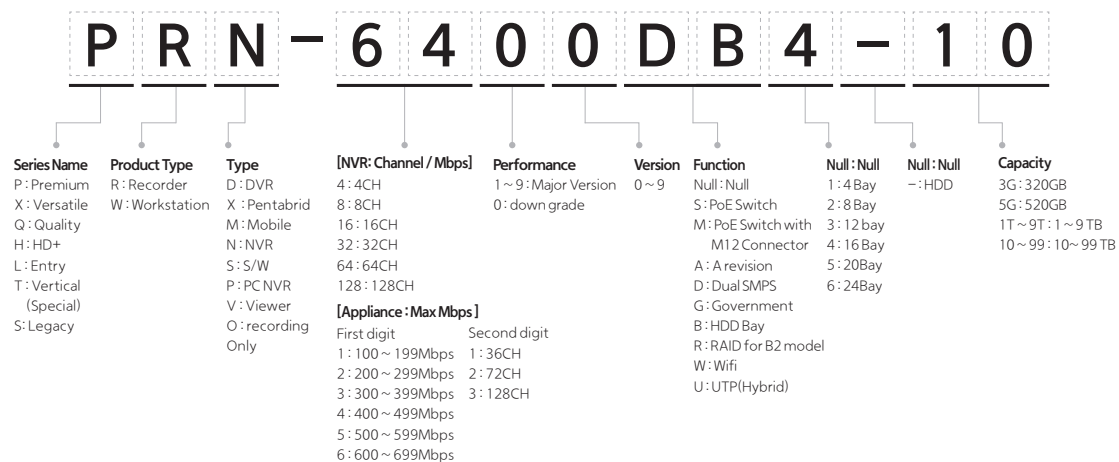 PRN-6400DB4-10
Series Name
P : Premium
X : Versatile
Q : Quality
H : HD+
L : Entry
T : Vertical
(Special)
S: Legacy
Product Type
R : Recorder
W : Workstation
Type
D : DVR
X : Pentabrid
M : Mobile
N : NVR
S : S/W
P : PC NVR
V : Viewer
O : recording
Only
[NVR: Channel / Mbps]
4 : 4CH
8 : 8CH
16 : 16CH
32 : 32CH
64 : 64CH
128 : 128CH
[Appliance : Max Mbps ]
First digit
1 : 100 ~ 199Mbps
2 : 200 ~ 299Mbps
3 : 300 ~ 399Mbps
4 : 400 ~ 499Mbps
5 : 500 ~ 599Mbps
6 : 600 ~ 699Mbps
Second digit
1 : 36CH
2 : 72CH
3 : 128CH
Performance
1 ~ 9 : Major Version
0 : down grade
Version
0 ~ 9
Function
Null : Null
S : PoE Switch
M : PoE Switch with
M12 Connector
A : A revision
D : Dual SMPS
G : Government
B : HDD Bay
R : RAID for B2 model
W : Wifi
U : UTP(Hybrid)
Null : Null
1 : 4 Bay
2 : 8 Bay
3 : 12 bay
4 : 16 Bay
5 : 20Bay
6 : 24Bay
Null : Null
– : HDD
Capacity
3G : 320GB
5G : 520GB
1T ~ 9T : 1 ~ 9 TB
10 ~ 99 : 10 ~ 99 TB